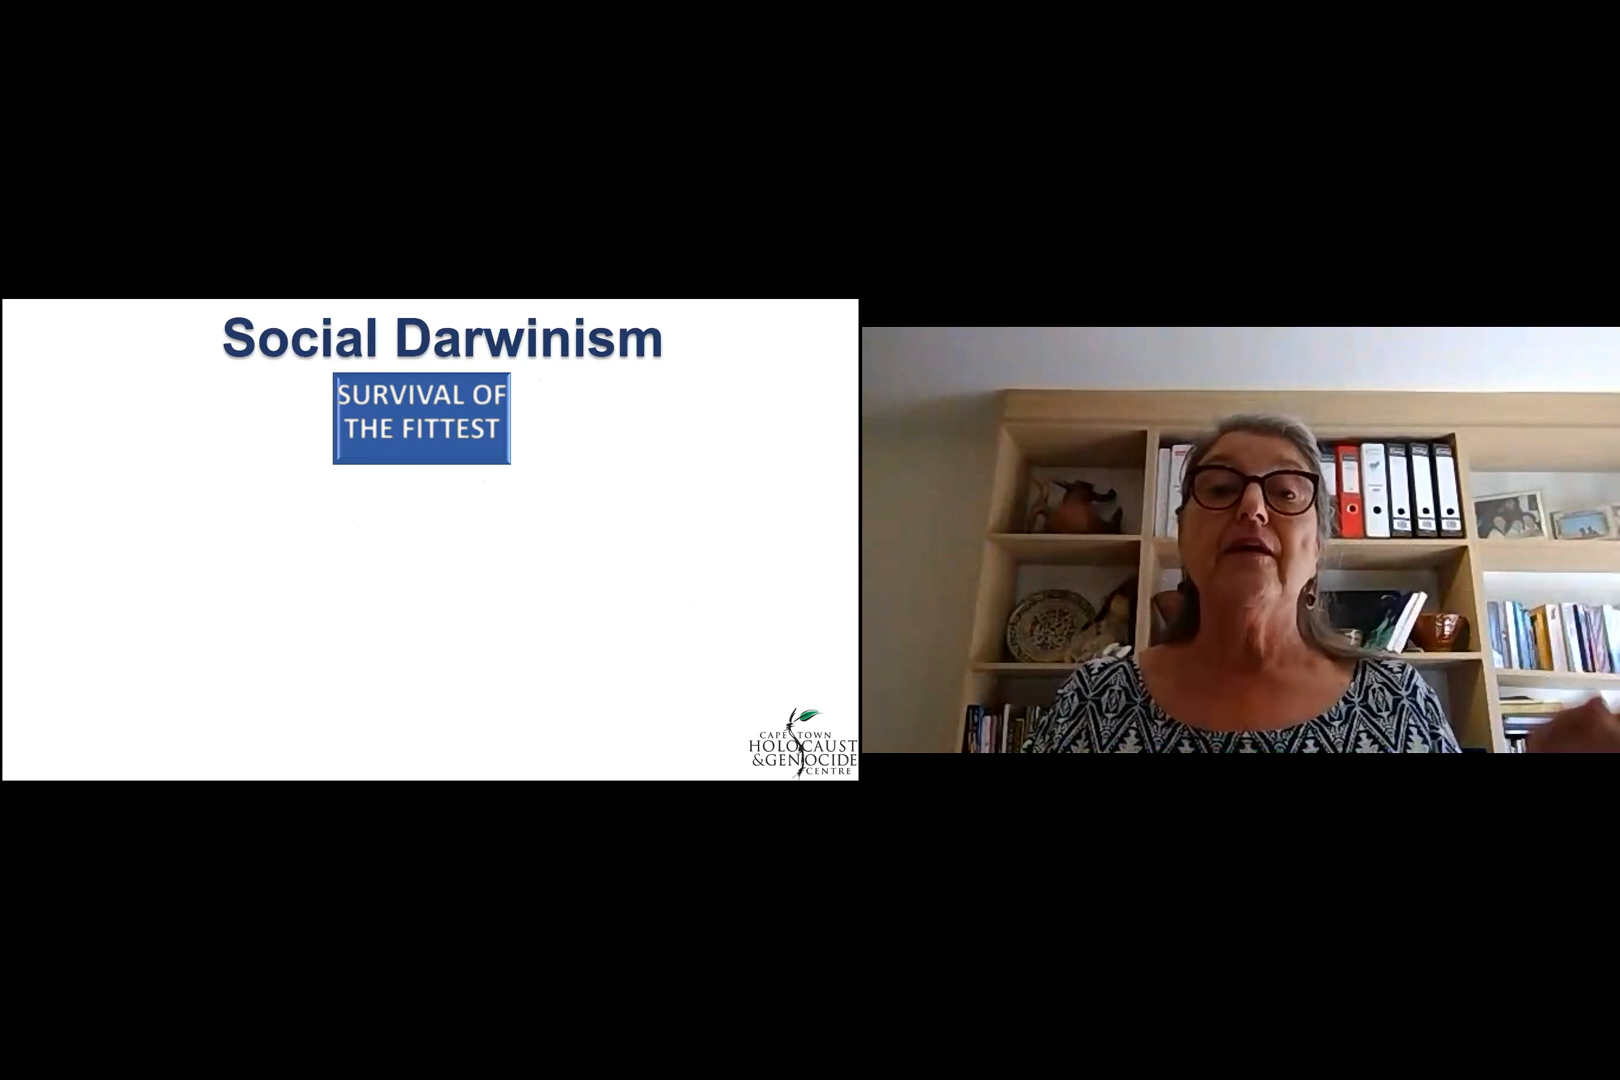 Social Darwinism
SURVIVAL OF
THE FITTEST
CAPE TOWN
HOLOCAUST
&GENOCIDE
CENTRE